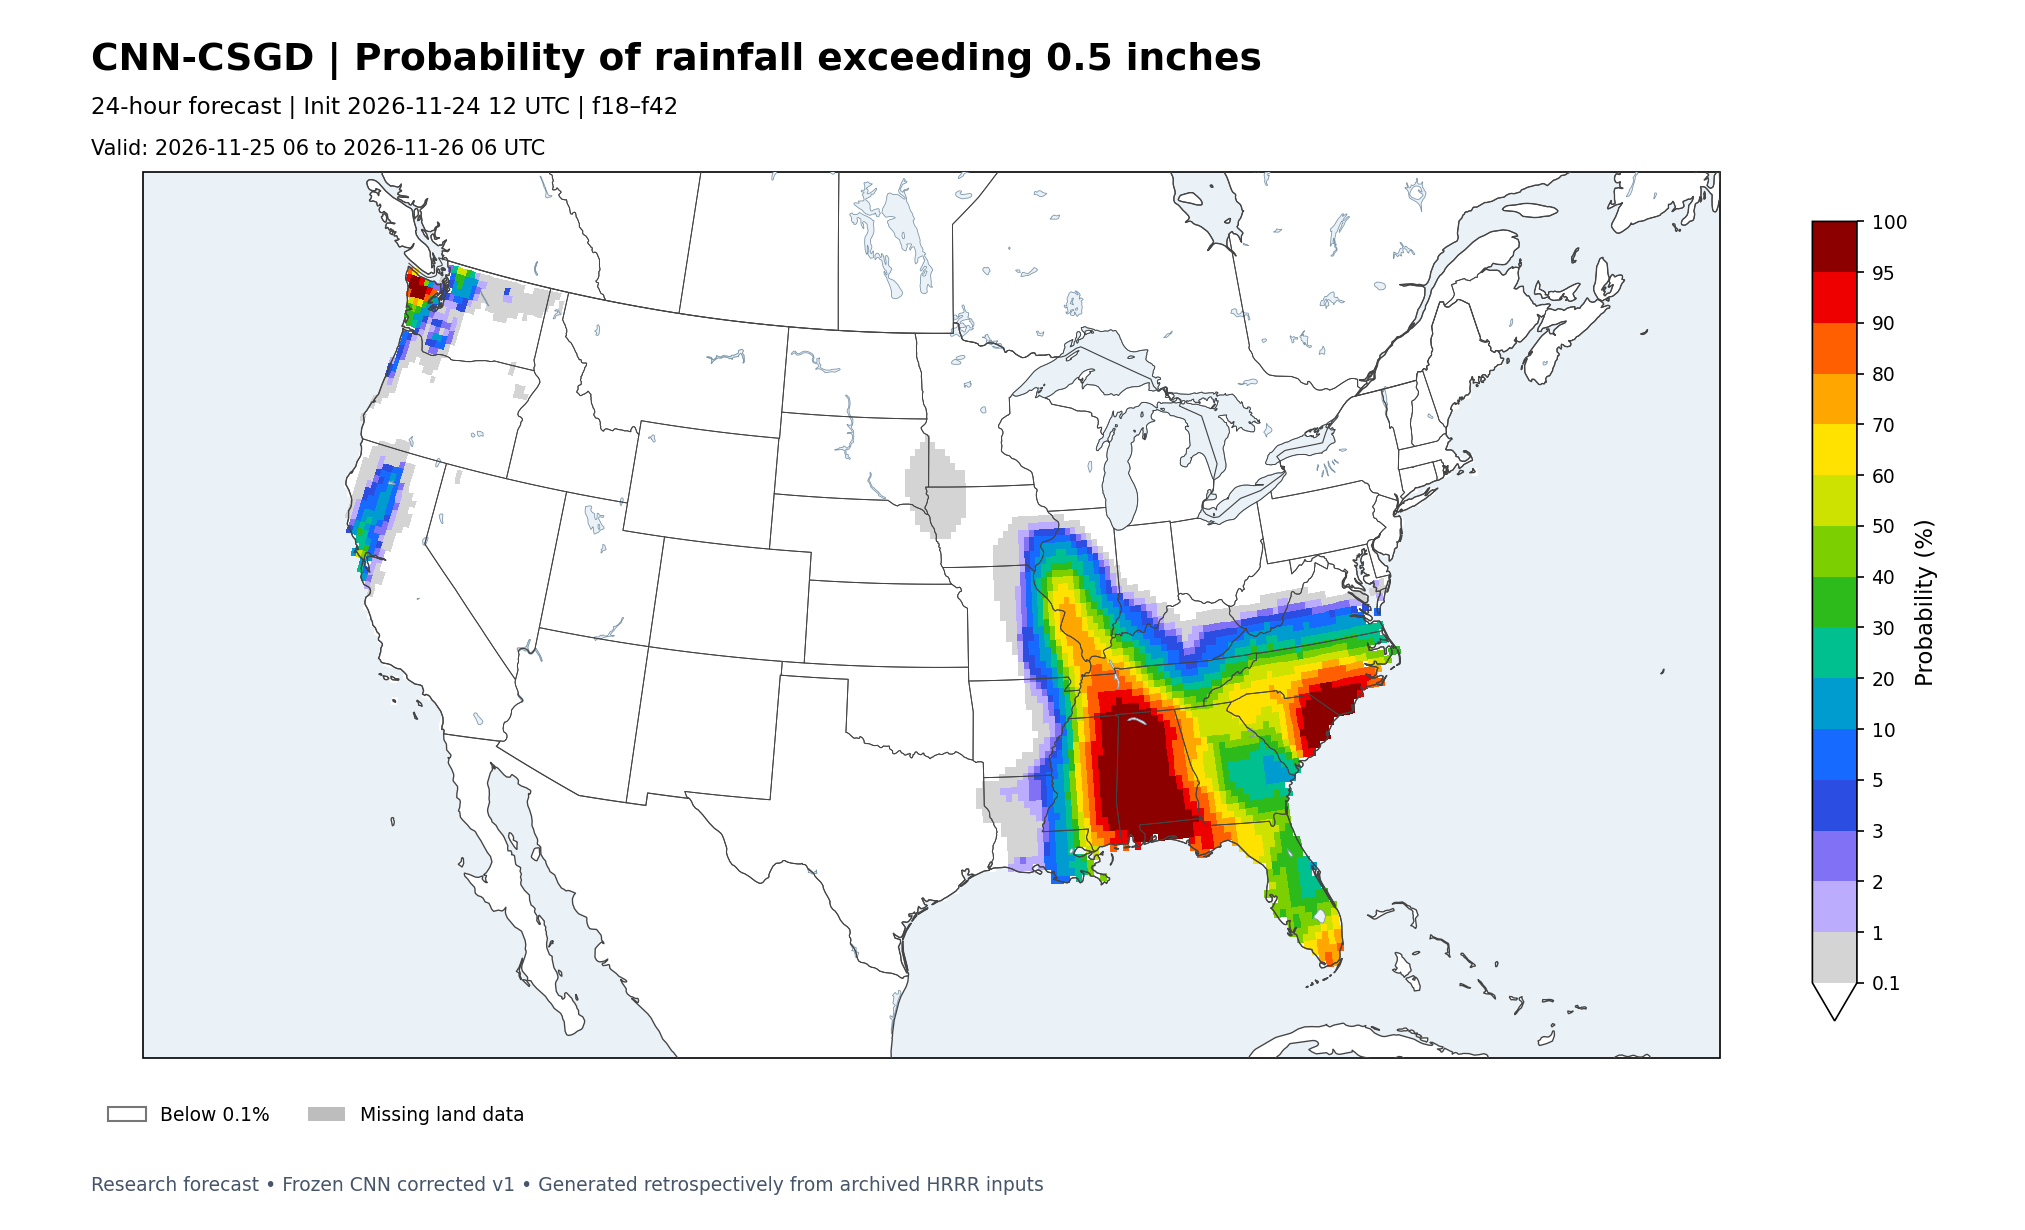 CNN-CSGD | Probability of rainfall exceeding 0.5 inches
24-hour forecast | Init 2026-11-24 12 UTC | f18–f42
Valid: 2026-11-25 06 to 2026-11-26 06 UTC
100
95
90
80
70
60
50
40
30
20
10
5
3
2
1
0.1
Probability (%)
Below 0.1%
Missing land data
Research forecast • Frozen CNN corrected v1 • Generated retrospectively from archived HRRR inputs